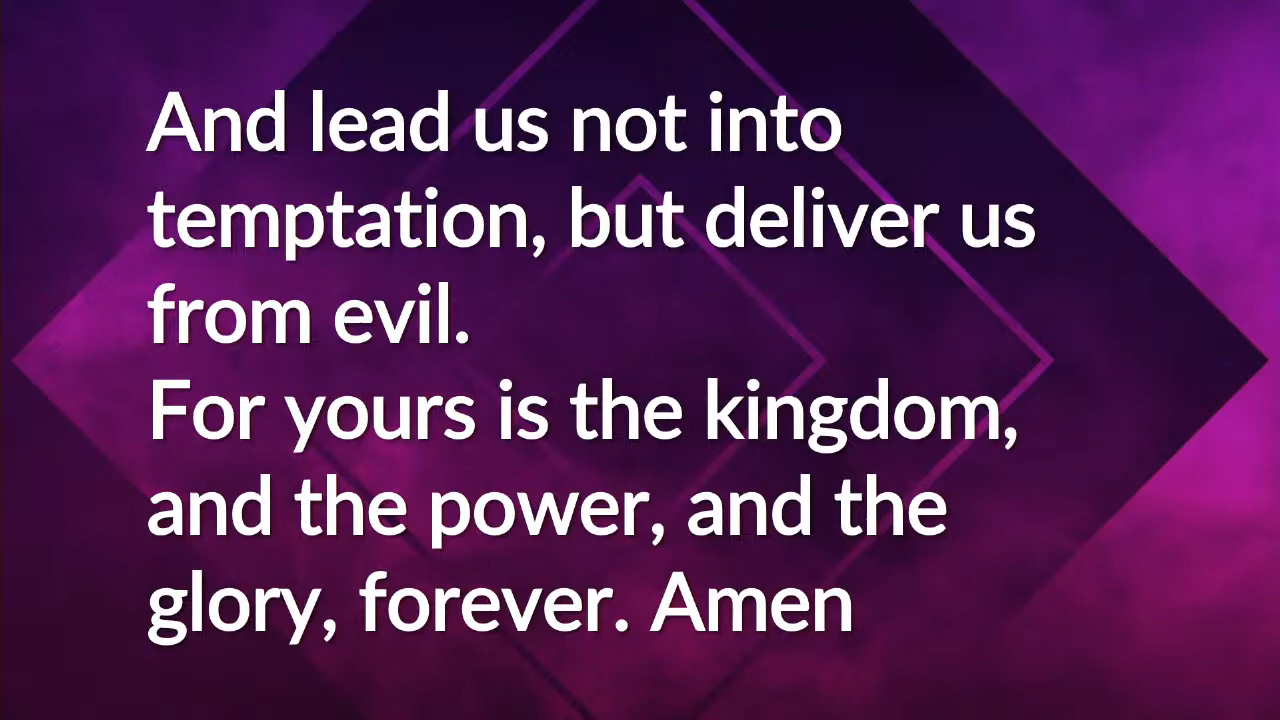 And lead us not into
temptation, but deliver us
from evil.
For yours is the kingdom,
and the power, and the
glory, forever. Amen